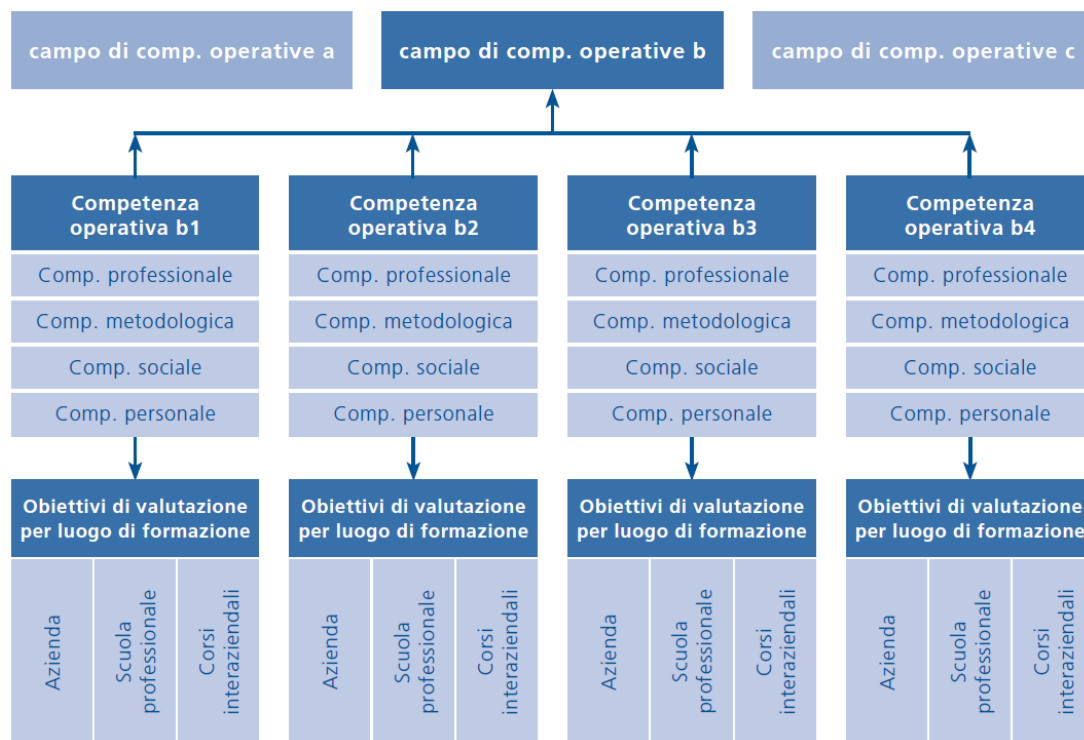 campo di comp. operative a
campo di comp. operative b
campo di comp. operative c
Competenza
operativa b1
Comp. professionale
Comp. metodologica
Comp. sociale
Comp. personale
Obiettivi di valutazione
per luogo di formazione
Azienda
Scuola
professionale
Corsi
interaziendali
Competenza
operativa b2
Comp. professionale
Comp. metodologica
Comp. sociale
Comp. personale
Obiettivi di valutazione
per luogo di formazione
Azienda
Scuola
professionale
Corsi
interaziendali
Competenza
operativa b3
Comp. professionale
Comp. metodologica
Comp. sociale
Comp. personale
Obiettivi di valutazione
per luogo di formazione
Azienda
Scuola
professionale
Corsi
interaziendali
Competenza
operativa b4
Comp. professionale
Comp. metodologica
Comp. sociale
Comp. personale
Obiettivi di valutazione
per luogo di formazione
Azienda
Scuola
professionale
Corsi
interaziendali